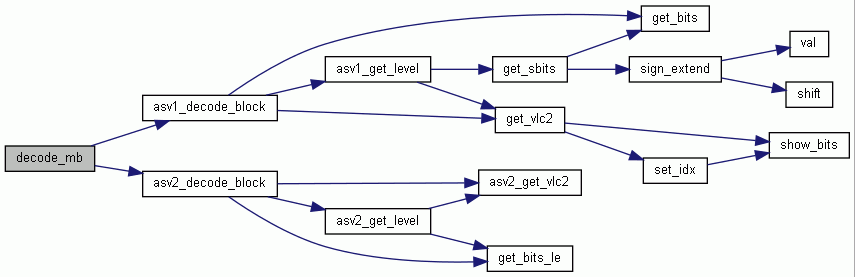 get_bits
val
asv1_get_level
get_sbits
sign_extend
shift
asv1_decode_block
get_vlc2
show_bits
decode_mb
set_idx
asv2_decode_block
asv2_get_vlc2
asv2_get_level
get_bits_le